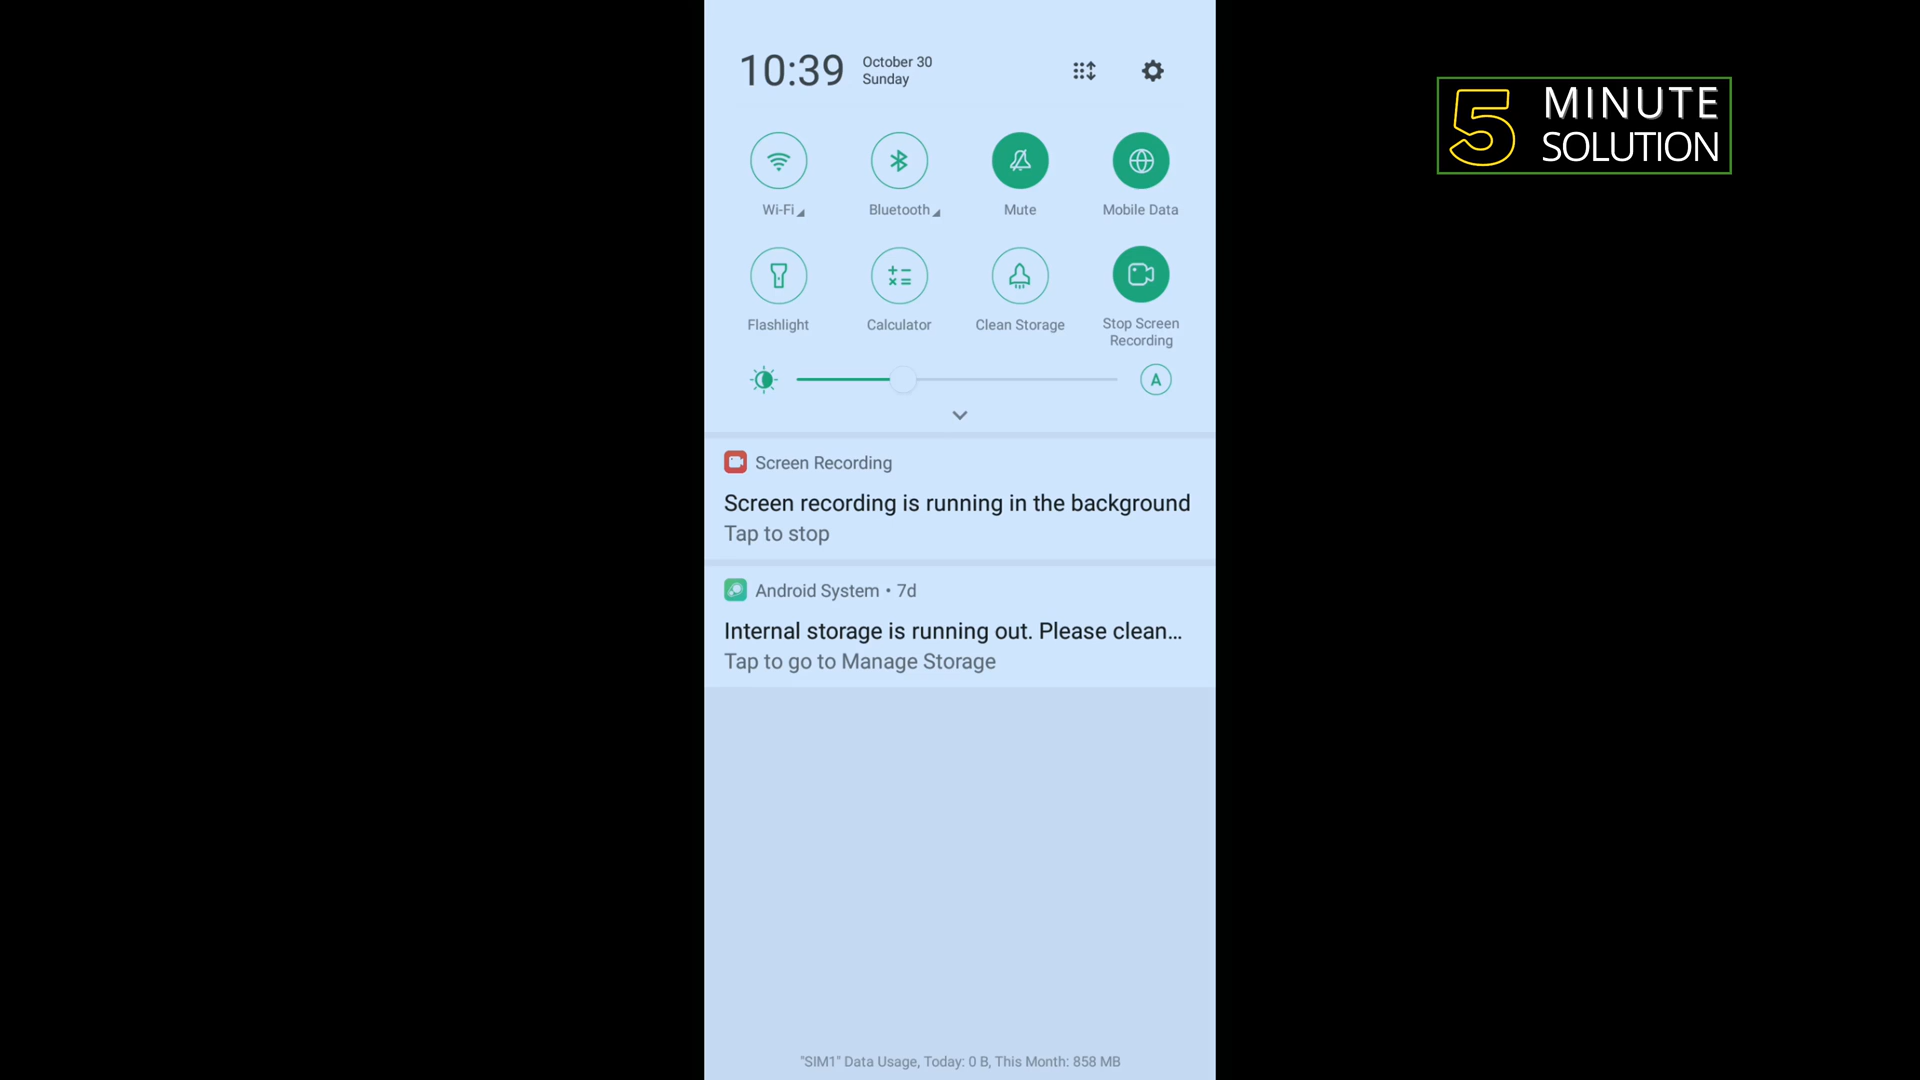 10:39
October 30
Sunday
5 MINUTE
SOLUTION
Wi-Fi
Bluetooth
Mute
Mobile Data
Flashlight
Calculator
Clean Storage
Stop Screen
Recording
A
Screen Recording
Screen recording is running in the background
Tap to stop
Android System • 7d
Internal storage is running out. Please clean...
Tap to go to Manage Storage
"SIM1" Data Usage, Today: 0 B, This Month: 858 MB